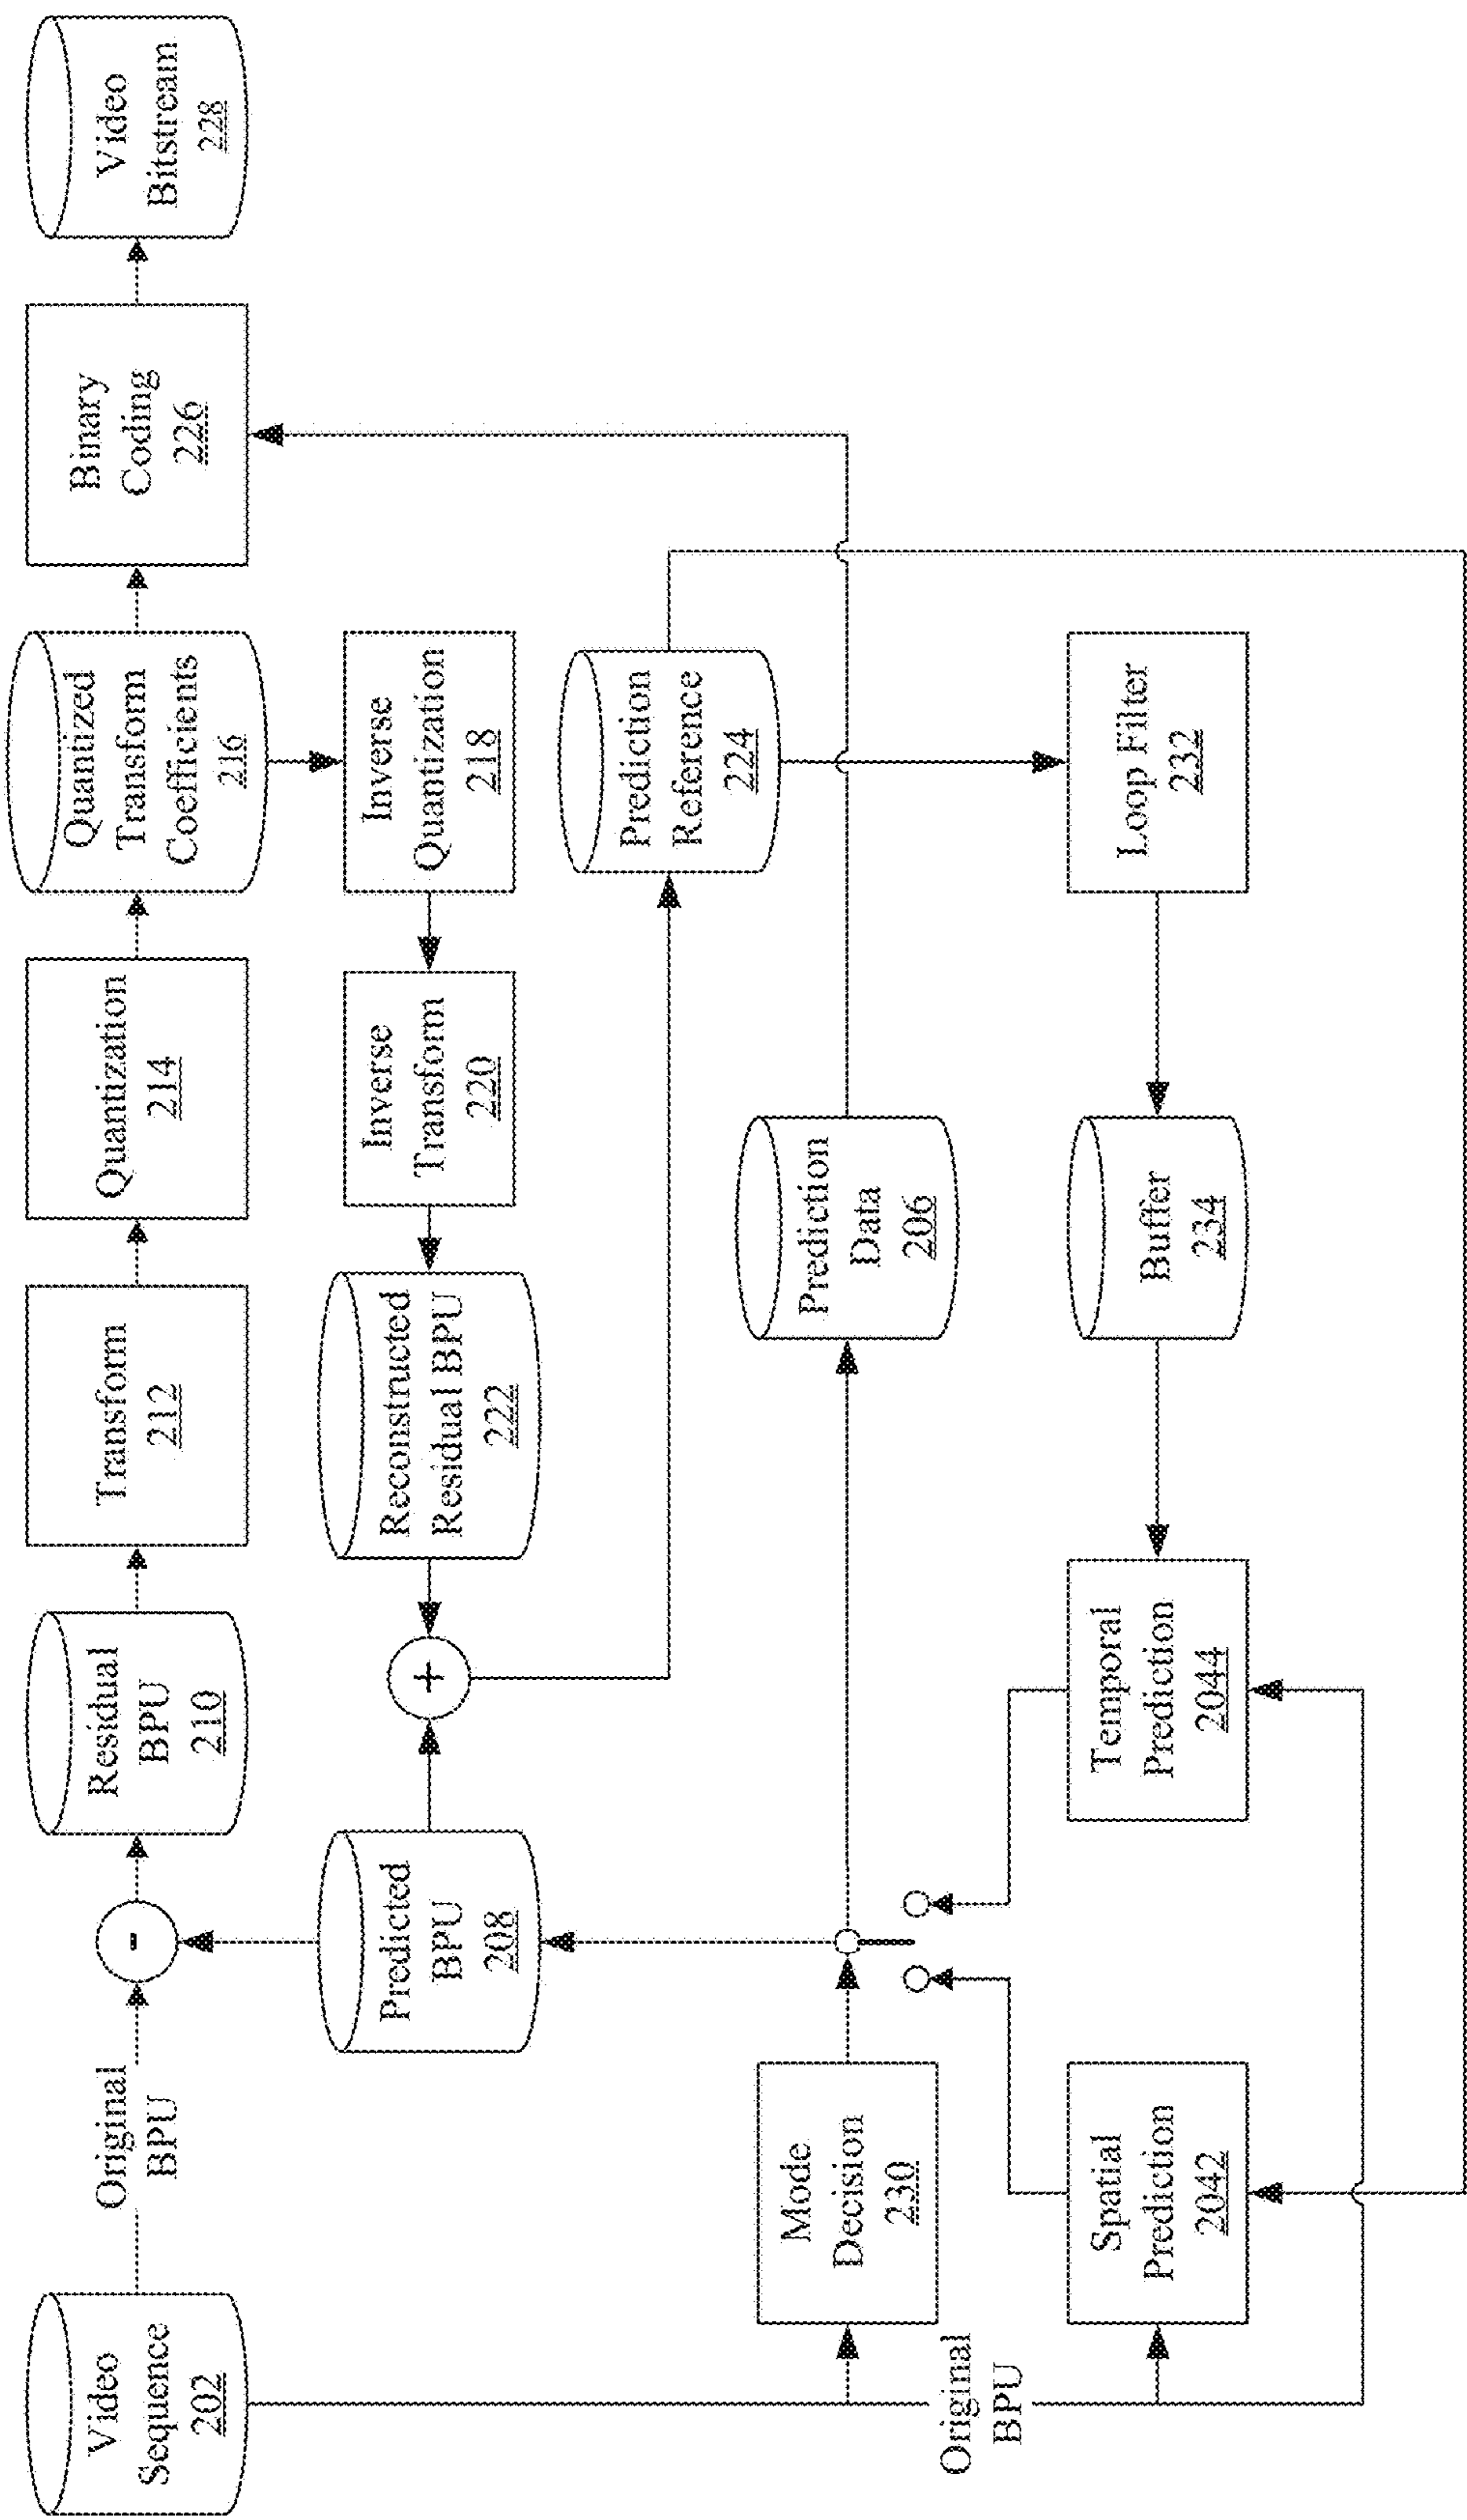 Video
Sequence
202
Original
BPU
-
Residual
BPU
210
Transform
212
Quantization
214
Quantized
Transform
Coefficients
216
Binary
Coding
226
Video
Bitstream
228
Predicted
BPU
208
+
Reconstructed
Residual BPU
222
Inverse
Transform
220
Inverse
Quantization
218
Prediction
Reference
224
Mode
Decision
230
Prediction
Data
206
Original
BPU
Spatial
Prediction
2042
Temporal
Prediction
2044
Buffer
234
Loop Filter
232